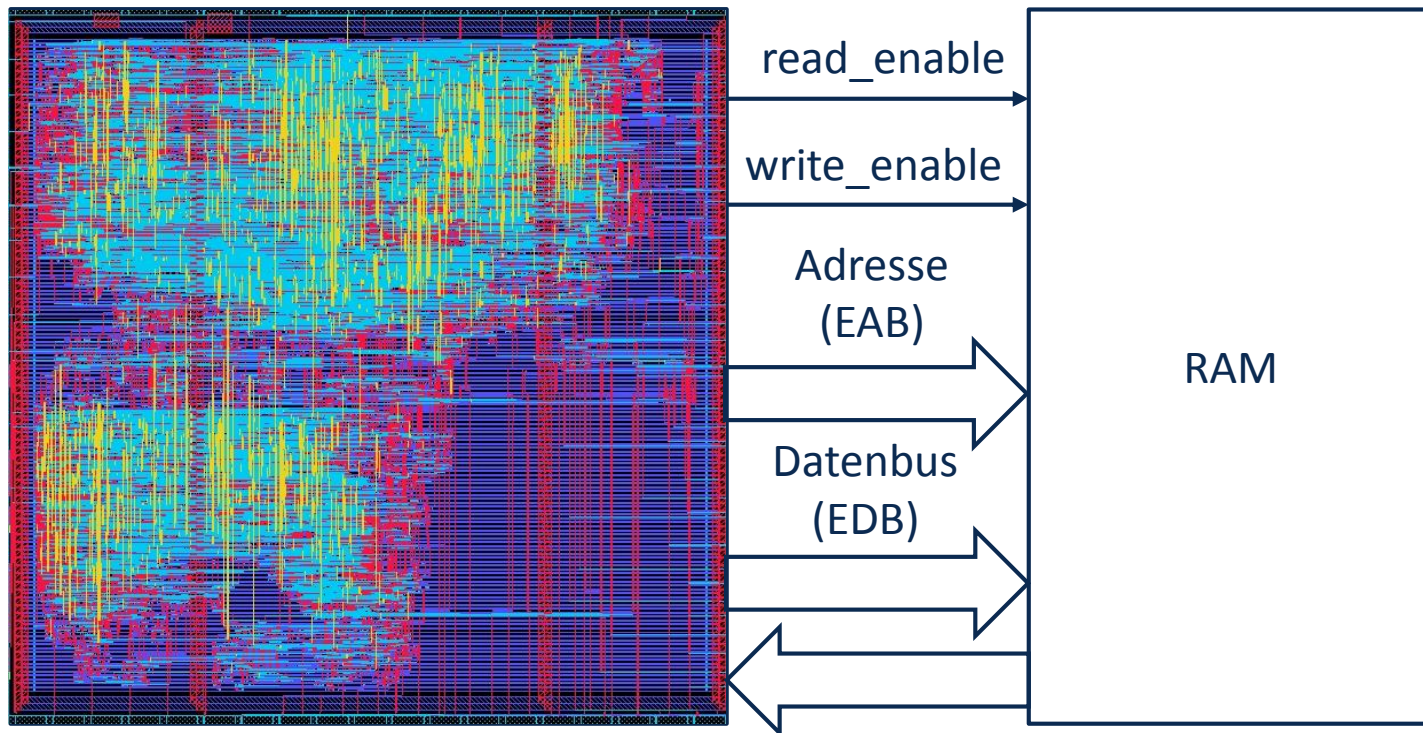 read_enable
write_enable
Adresse
(EAB)
RAM
Datenbus
(EDB)